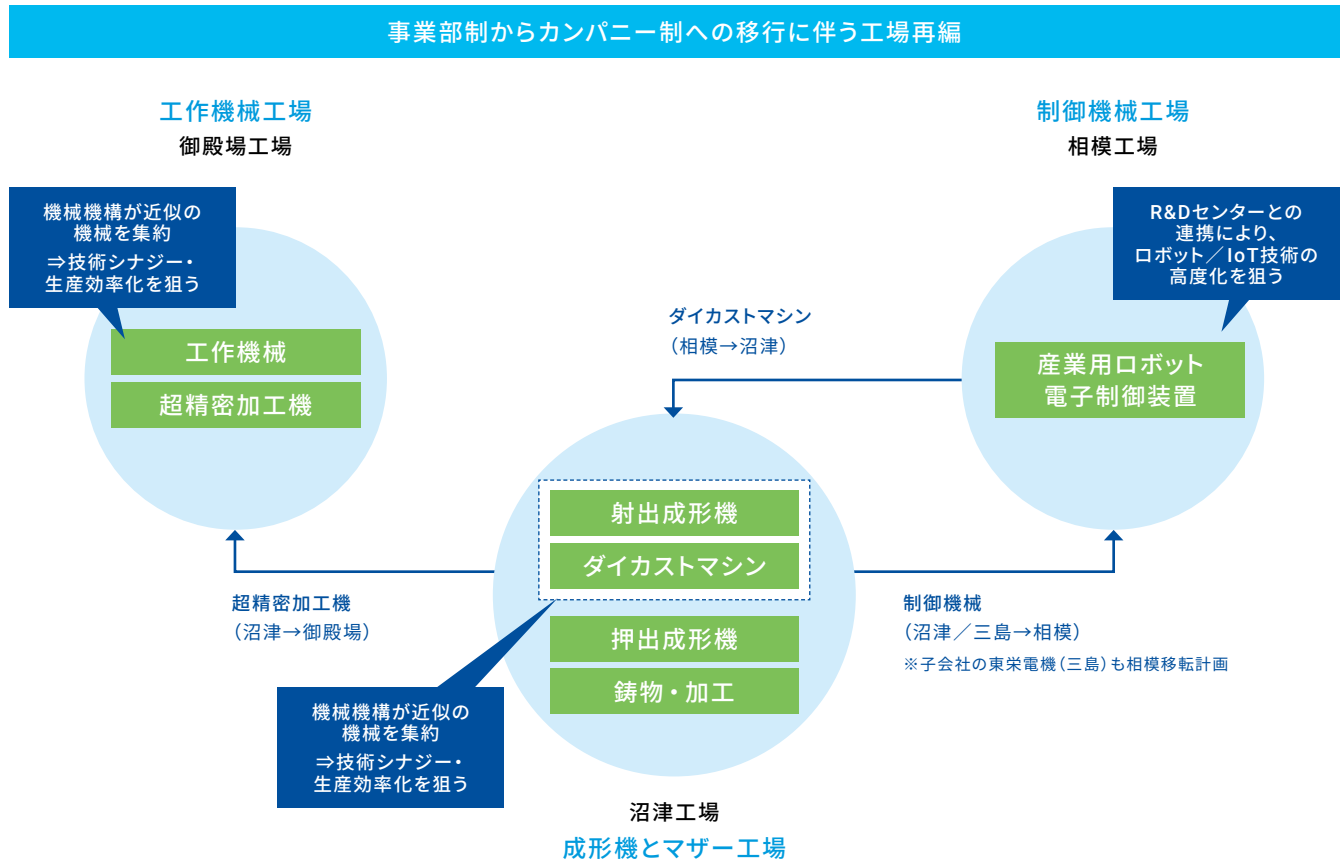 事業部制からカンパニー制への移行に伴う工場再編
工作機械工場
御殿場工場
機械機構が近似の
機械を集約
⇒技術シナジー・
生産効率化を狙う
工作機械
超精密加工機
制御機械工場
相模工場
R&Dセンターとの
連携により、
ロボット／IoT技術の
高度化を狙う
産業用ロボット
電子制御装置
ダイカストマシン
（相模→沼津）
射出成形機
ダイカストマシン
押出成形機
鋳物・加工
超精密加工機
（沼津→御殿場）
制御機械
（沼津／三島→相模）
※子会社の東栄電機（三島）も相模移転計画
機械機構が近似の
機械を集約
⇒技術シナジー・
生産効率化を狙う
沼津工場
成形機とマザー工場